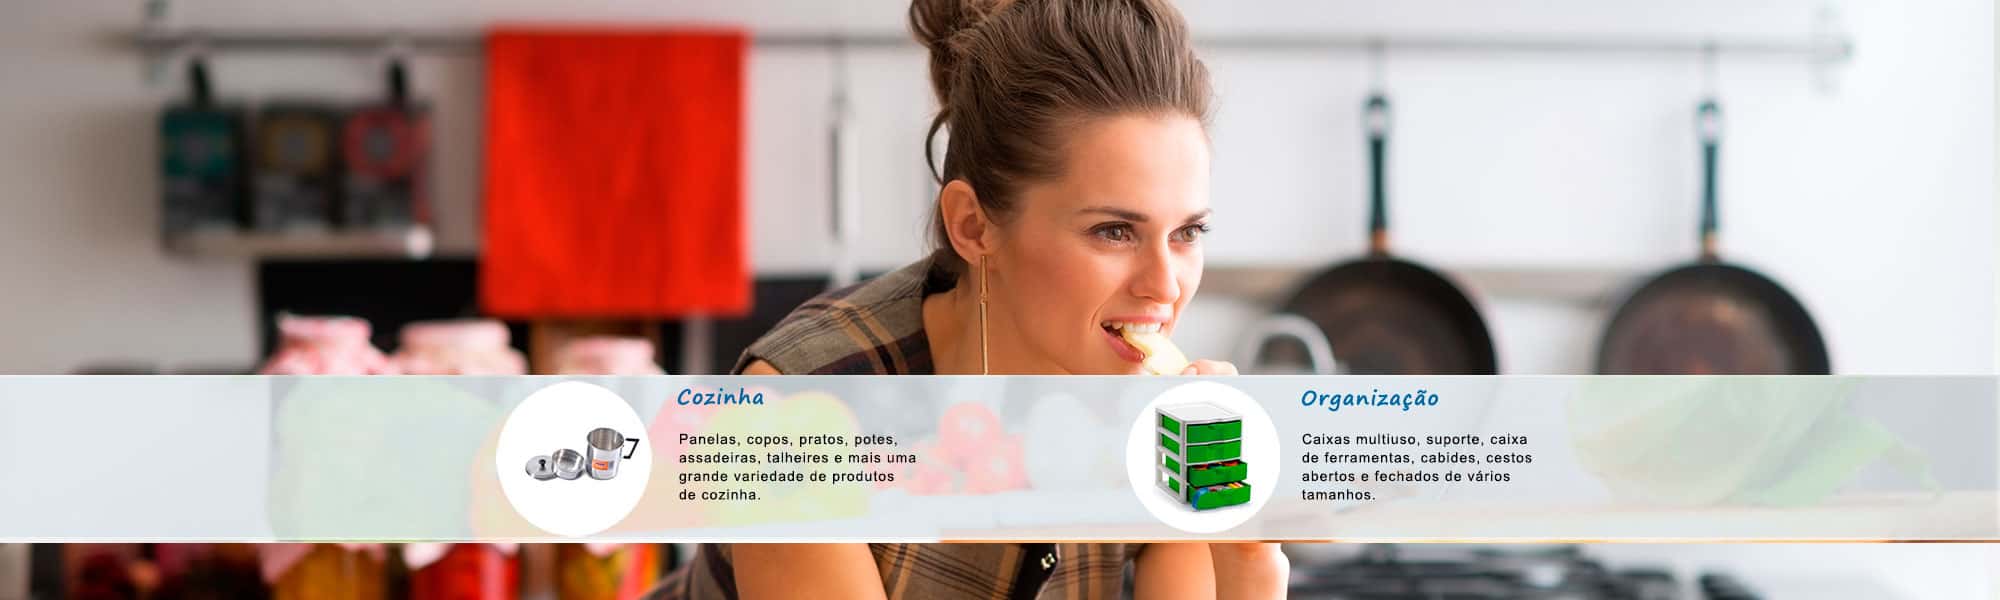 Cozinha
Panelas, copos, pratos, potes,
assadeiras, talheires e mais uma
grande variedade de produtos
de cozinha.
Organização
Caixas multiuso, suporte, caixa
de ferramentas, cabides, cestos
abertos e fechados de vários
tamanhos.